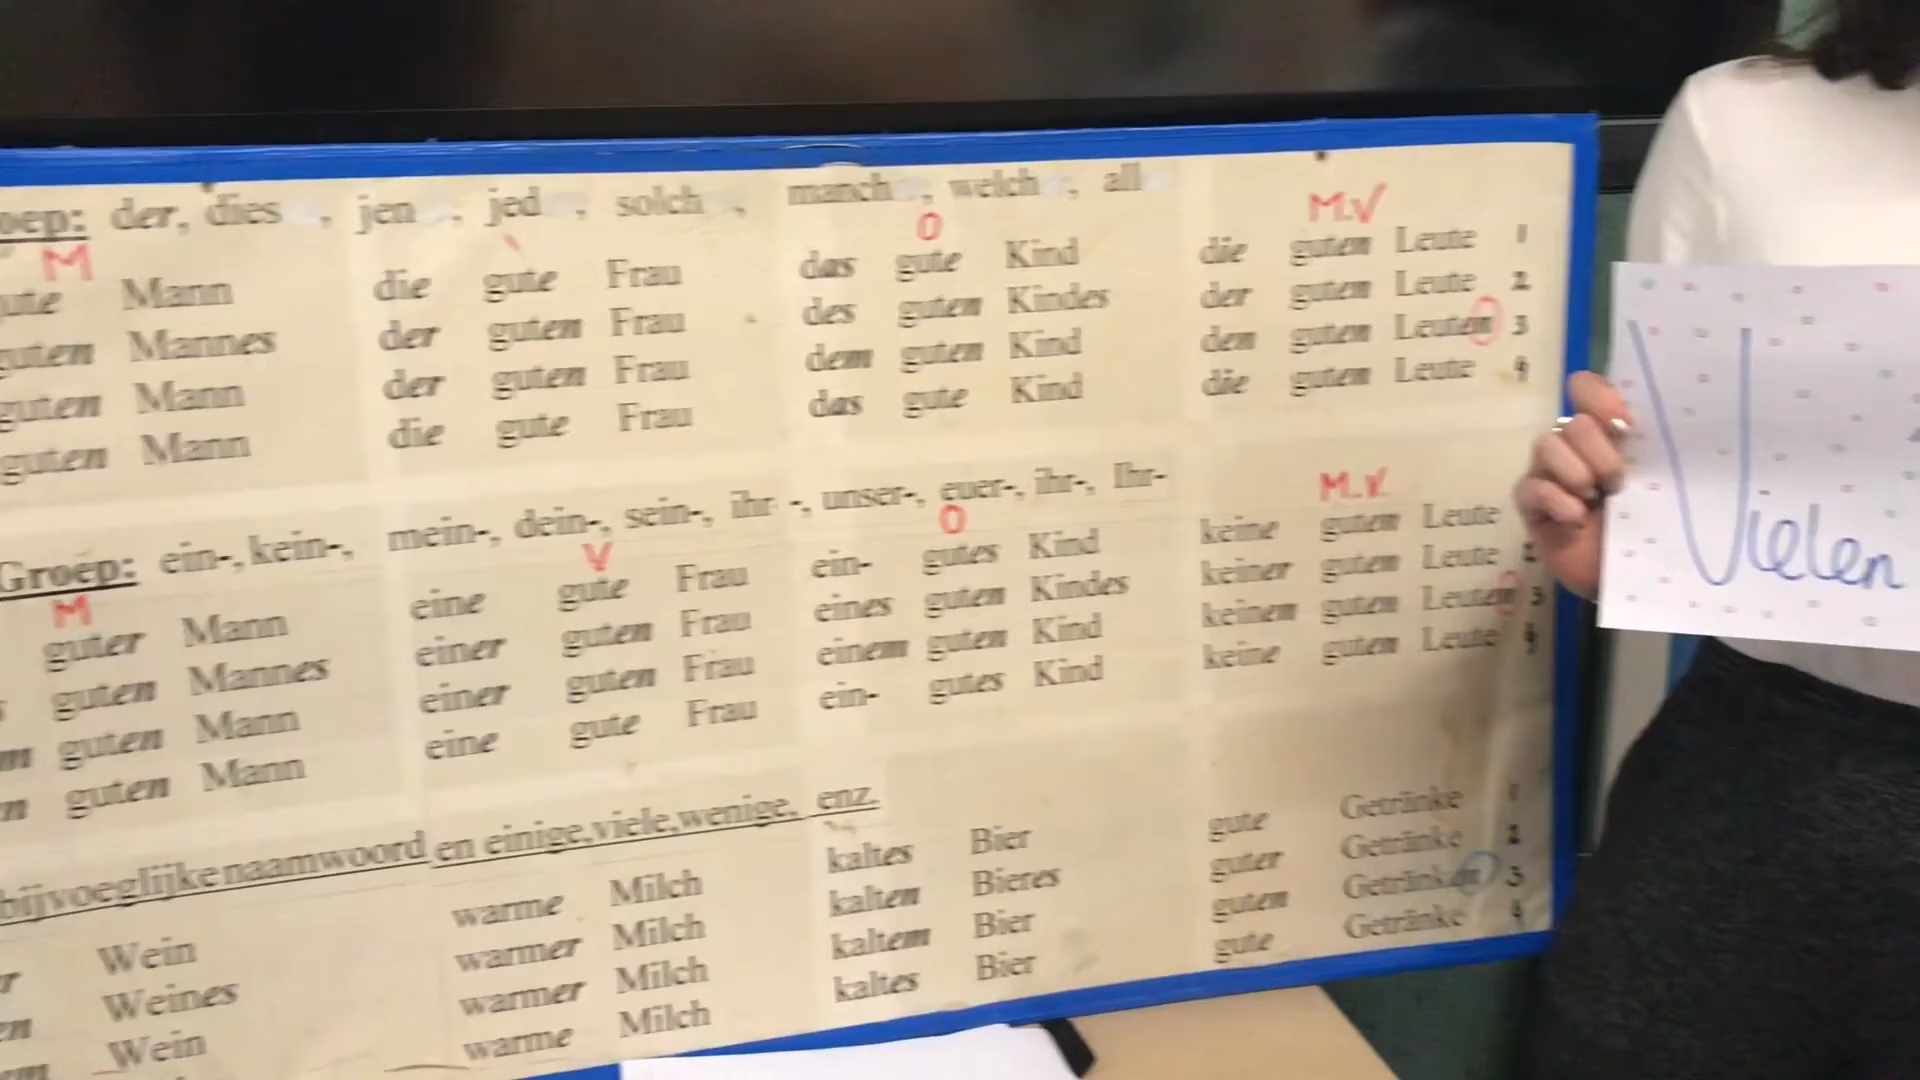 oep: der, dies , jen , jed , solch , manch , welch , all
M O M.V
ute Mann die gute Frau das gute Kind die guten Leute 1
guten Mannes der guten Frau des guten Kindes der guten Leute 2
guten Mann der guten Frau dem guten Kind den guten Leuten 3
guten Mann die gute Frau das gute Kind die guten Leute 4
Groep: ein-, kein-, mein-, dein-, sein-, ihr -, unser-, euer-, ihr-, Ihr-
M V O M.V.
guter Mann eine gute Frau ein- gutes Kind keine guten Leute
s guten Mannes einer guten Frau eines guten Kindes keiner guten Leute 2
m guten Mann einer guten Frau einem guten Kind keinen guten Leuten 3
n guten Mann eine gute Frau ein- gutes Kind keine guten Leute 4
bijvoeglijke naamwoord en einige, viele, wenige, enz.
r Wein warme Milch kaltes Bier gute Getränke 1
en Weines warmer Milch kalten Bieres guter Getränke 2
em Wein warmer Milch kaltem Bier guten Getränken 3
warme Milch kaltes Bier gute Getränke 4
Vielen